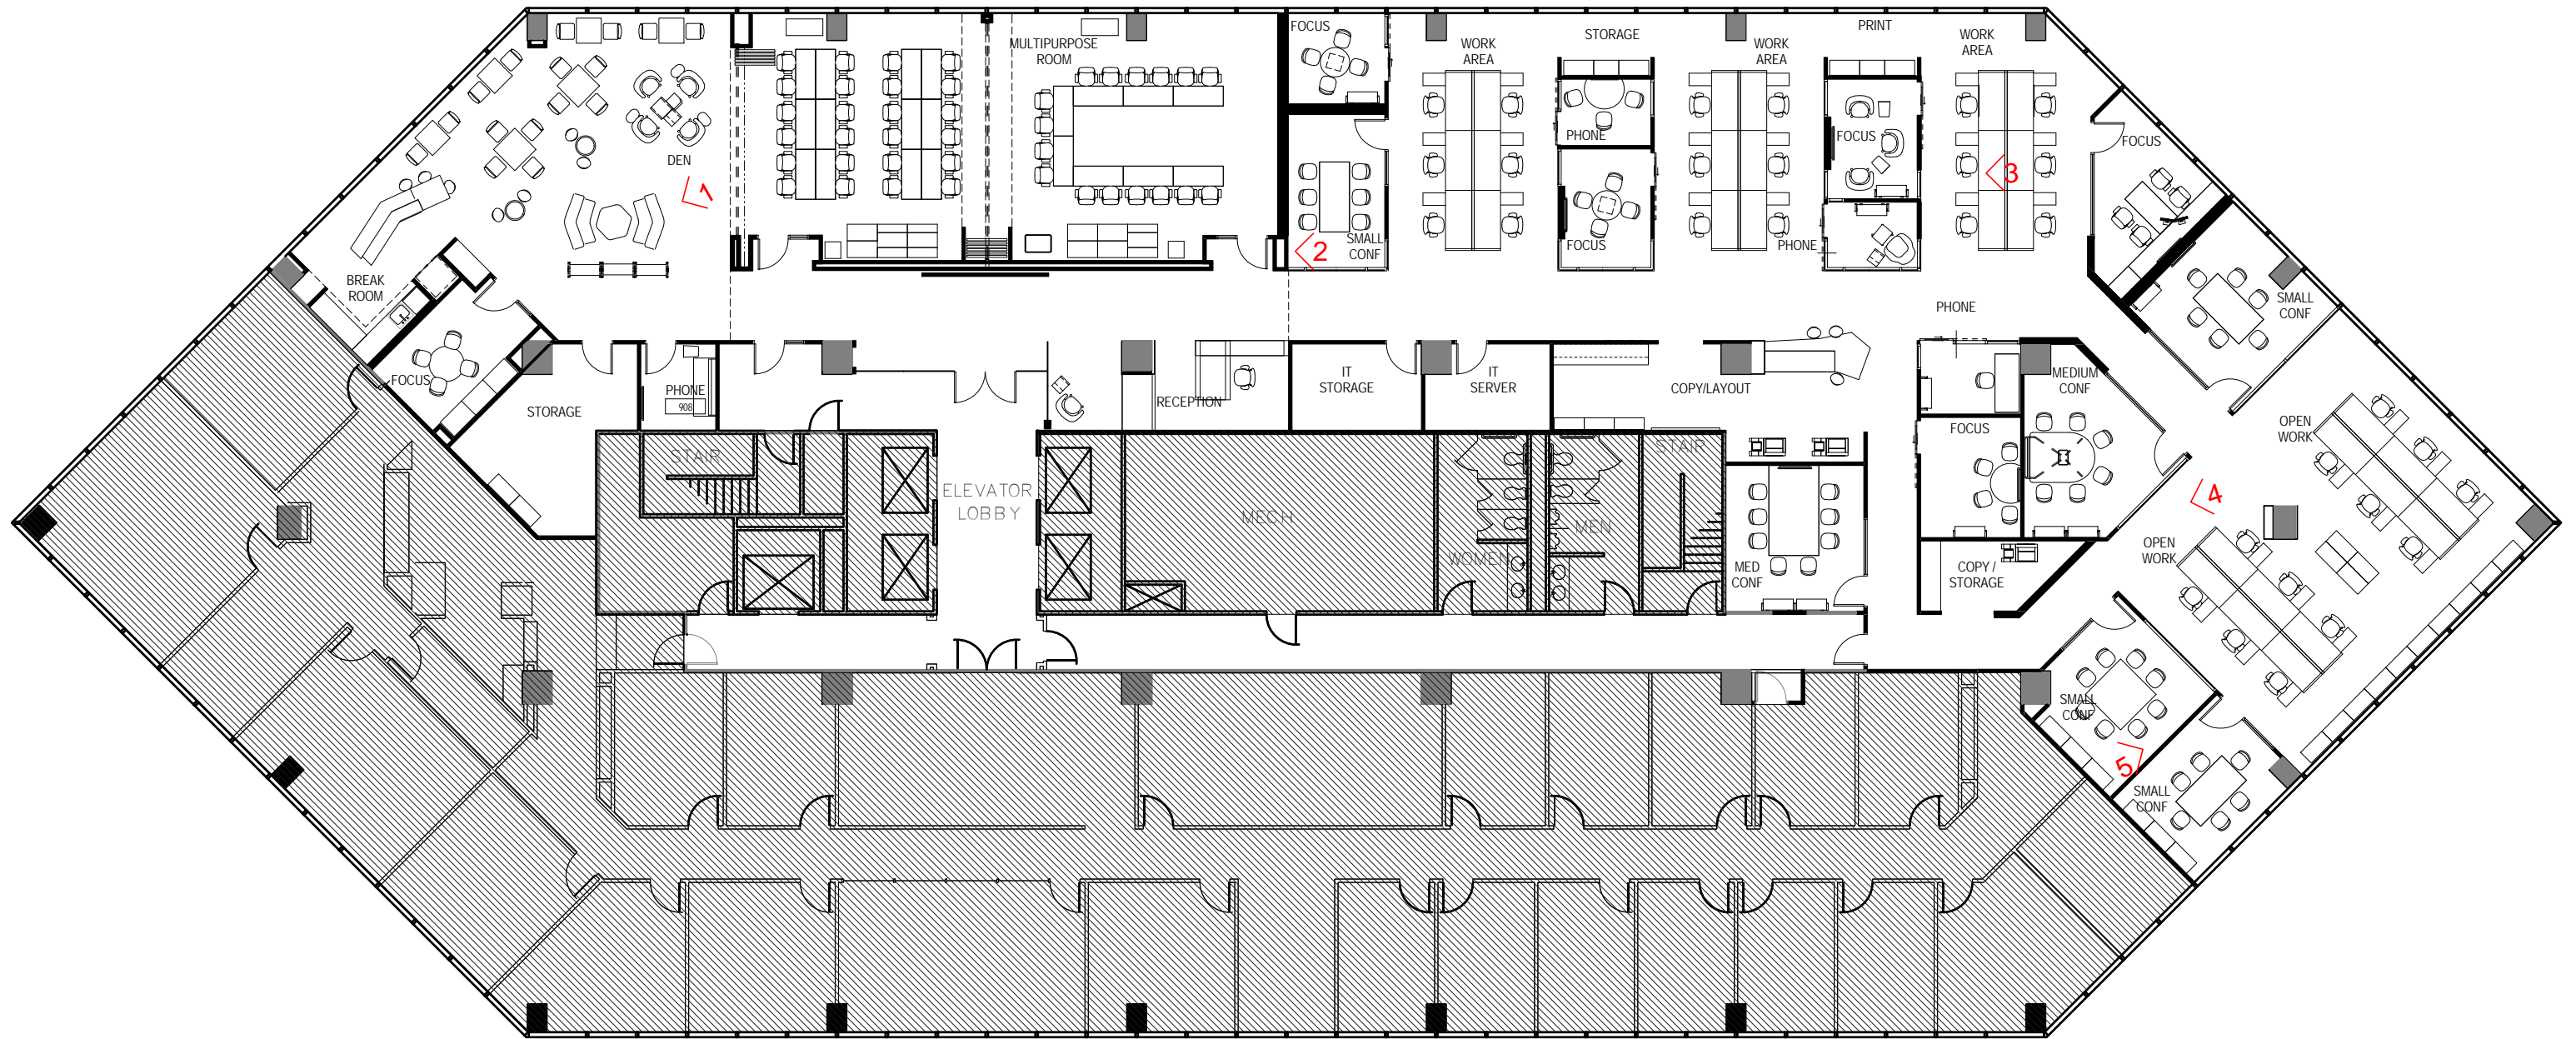 FOCUS
MULTIPURPOSE
ROOM
WORK
AREA
STORAGE
WORK
AREA
PRINT
WORK
AREA
DEN
1
PHONE
FOCUS
FOCUS
3
2
SMALL
CONF
FOCUS
PHONE
BREAK
ROOM
SMALL
CONF
PHONE
FOCUS
STORAGE
PHONE
908
RECEPTION
IT
STORAGE
IT
SERVER
COPY/LAYOUT
MEDIUM
CONF
FOCUS
OPEN
WORK
STAIR
ELEVATOR
LOBBY
MECH
WOMEN
MEN
STAIR
4
MED
CONF
COPY /
STORAGE
OPEN
WORK
SMALL
CONF
5
SMALL
CONF